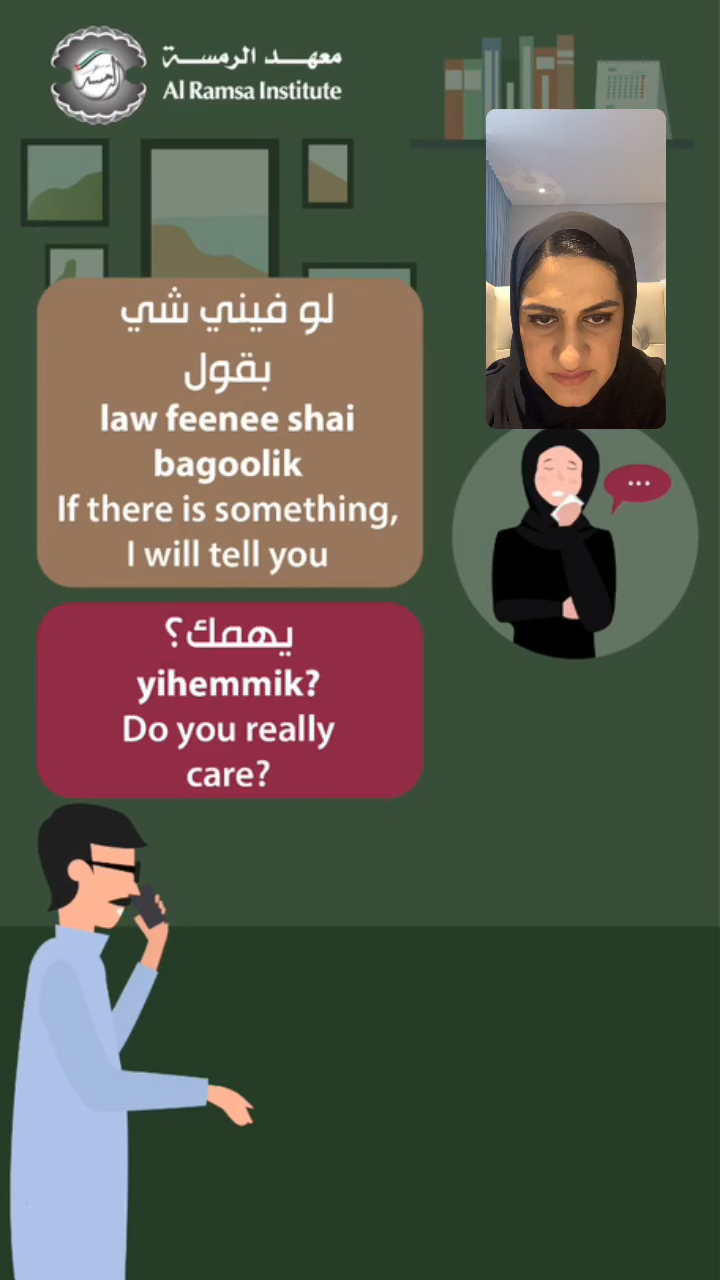 معهد الرمسة
Al Ramsa Institute
لو فيني شي
بقول
law feenee shai
bagoolik
If there is something,
I will tell you
يهمك؟
yihemmik?
Do you really
care?